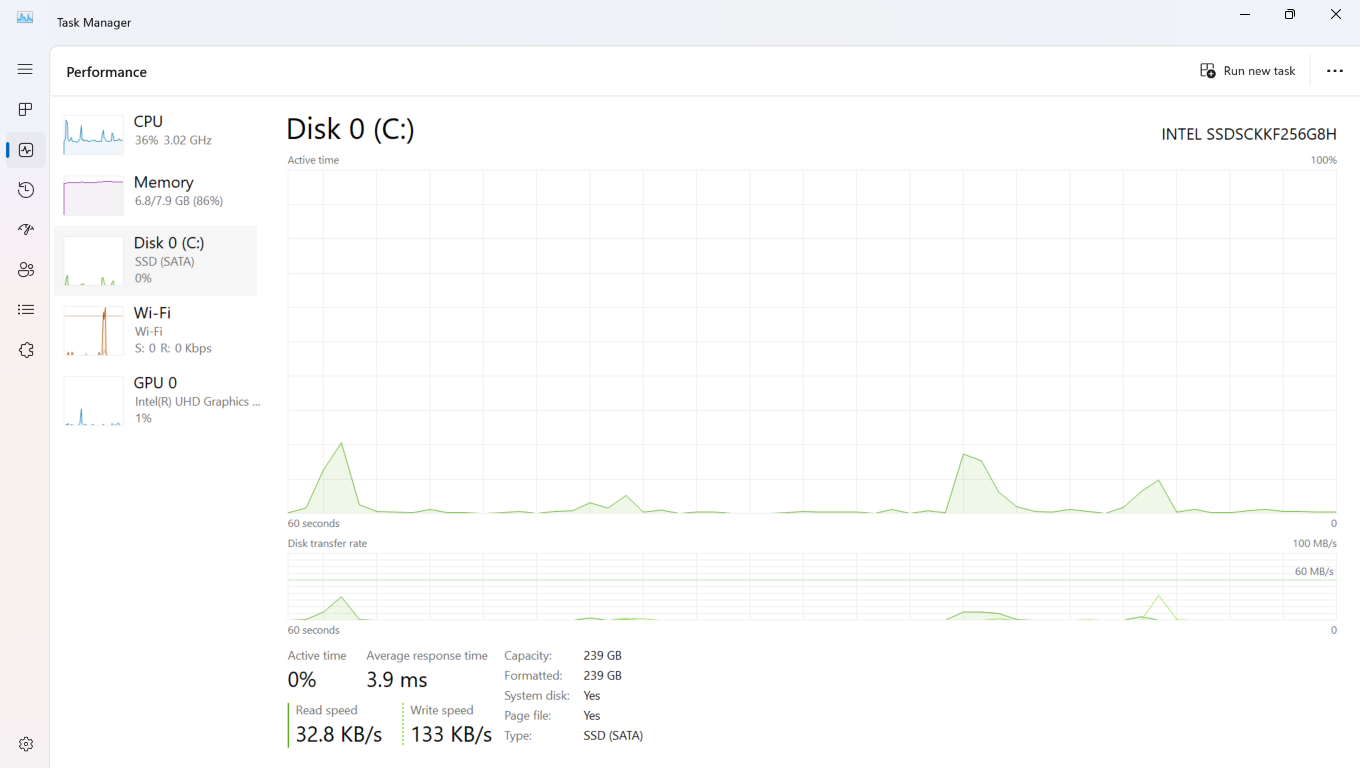 Task Manager
Performance
Run new task
CPU
36% 3.02 GHz
Memory
6.8/7.9 GB (86%)
Disk 0 (C:)
SSD (SATA)
0%
Wi-Fi
Wi-Fi
S: 0 R: 0 Kbps
GPU 0
Intel(R) UHD Graphics ...
1%
Disk 0 (C:)
INTEL SSDSCKKF256G8H
Active time 100%
60 seconds 0
Disk transfer rate 100 MB/s
60 MB/s
60 seconds 0
Active time
0%
Average response time
3.9 ms
Read speed
32.8 KB/s
Write speed
133 KB/s
Capacity: 239 GB
Formatted: 239 GB
System disk: Yes
Page file: Yes
Type: SSD (SATA)